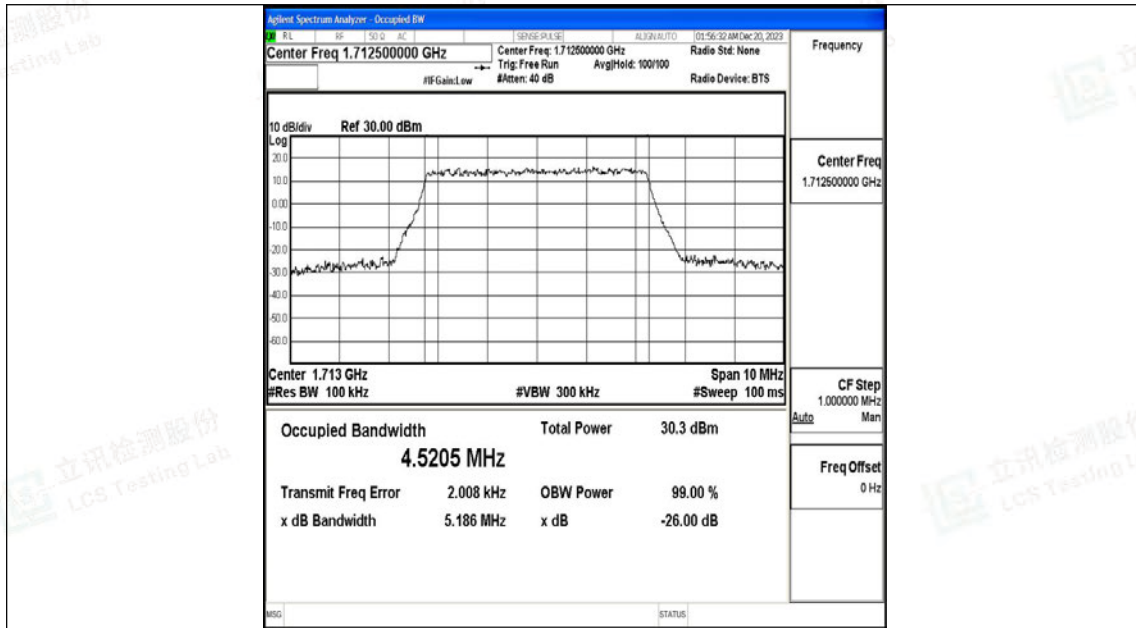 Agilent Spectrum Analyzer - Occupied BW
RL RF 50 Ω AC SENSE:PULSE ALIGNAUTO 01:56:32 AM Dec 20, 2023
Center Freq 1.712500000 GHz
Center Freq: 1.712500000 GHz
Radio Std: None
Trig: Free Run Avg|Hold: 100/100
#IFGain:Low
#Atten: 40 dB
Radio Device: BTS
10 dB/div Ref 30.00 dBm
Log
20.0
10.0
0.00
-10.0
-20.0
-30.0
-40.0
-50.0
-60.0
Center 1.713 GHz
Span 10 MHz
#Res BW 100 kHz
#VBW 300 kHz
#Sweep 100 ms
Occupied Bandwidth
Total Power 30.3 dBm
4.5205 MHz
Transmit Freq Error 2.008 kHz
OBW Power 99.00 %
x dB Bandwidth 5.186 MHz
x dB -26.00 dB
MSG
STATUS
Frequency
Center Freq
1.712500000 GHz
CF Step
1.000000 MHz
Auto Man
Freq Offset
0 Hz
立讯检测股份
LCS Testing Lab
立讯检测股份
LCS Testing L